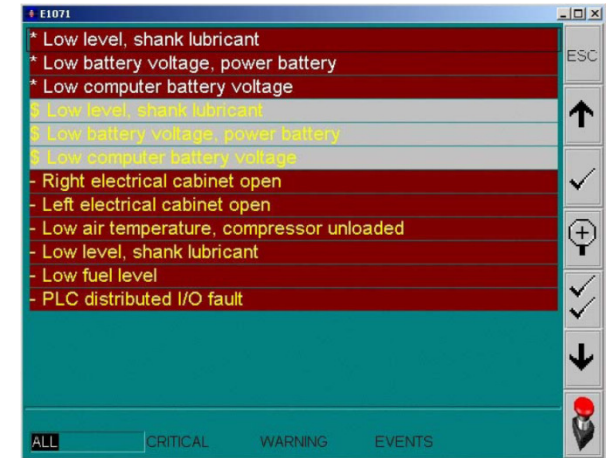 E1071
* Low level, shank lubricant
* Low battery voltage, power battery
* Low computer battery voltage
$ Low level, shank lubricant
$ Low battery voltage, power battery
$ Low computer battery voltage
- Right electrical cabinet open
- Left electrical cabinet open
- Low air temperature, compressor unloaded
- Low level, shank lubricant
- Low fuel level
- PLC distributed I/O fault
ESC
ALL CRITICAL WARNING EVENTS